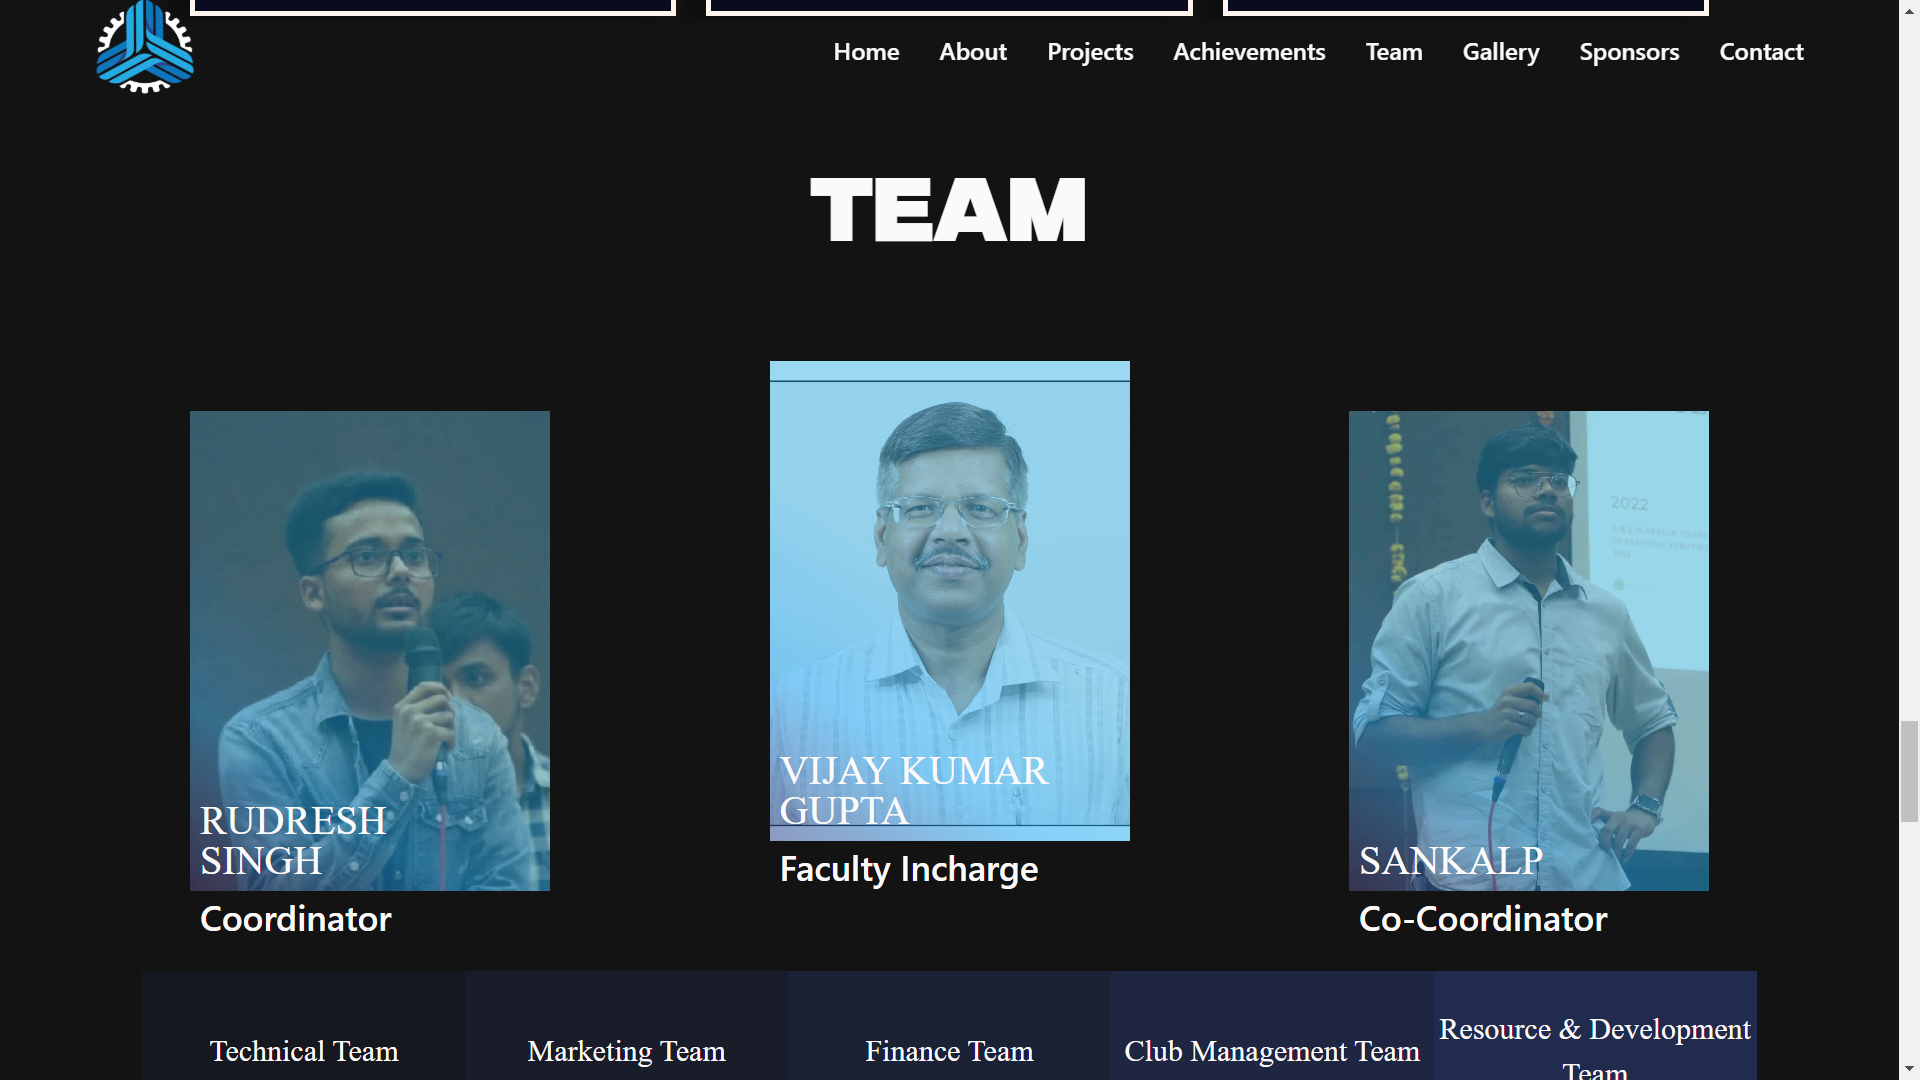 Home About Projects Achievements Team Gallery Sponsors Contact
TEAM
2022
RUDRESH
SINGH
Coordinator
VIJAY KUMAR
GUPTA
Faculty Incharge
SANKALP
Co-Coordinator
Technical Team
Marketing Team
Finance Team
Club Management Team
Resource & Development
Team